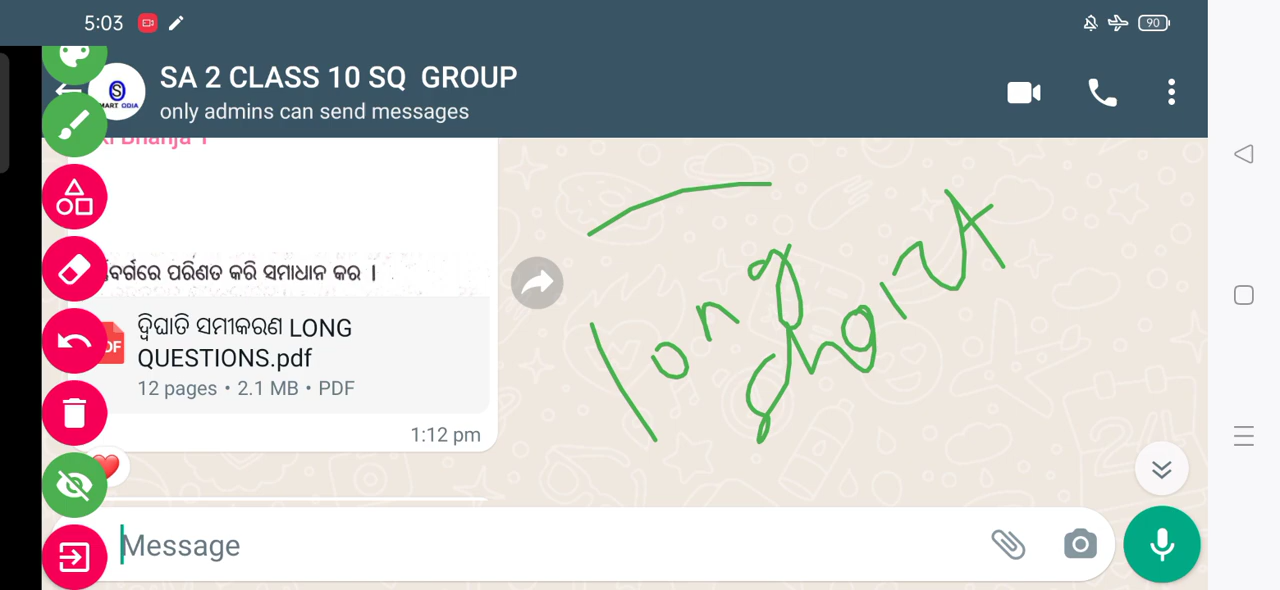 5:03
90
SA 2 CLASS 10 SQ GROUP
only admins can send messages
S
MART ODIA
ବର୍ଗରେ ପରିଣତ କରି ସମାଧାନ କର ।
ଦ୍ୱିଘାତି ସମୀକରଣ LONG
QUESTIONS.pdf
12 pages • 2.1 MB • PDF
1:12 pm
long
short
Message